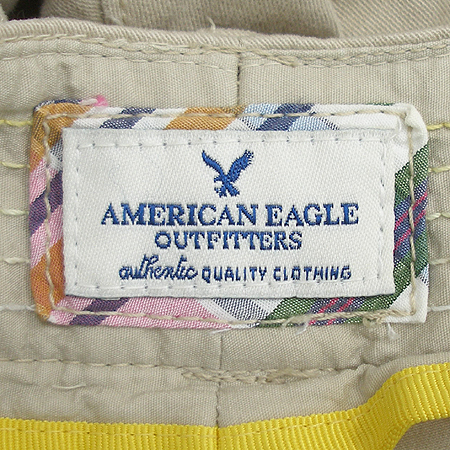 AMERICAN EAGLE
OUTFITTERS
authentic QUALITY CLOTHING